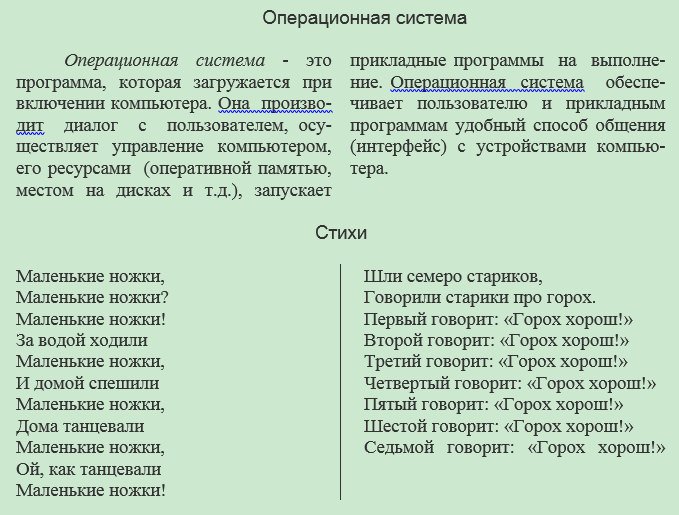 Операционная система
Операционная система - это
программа, которая загружается при
включении компьютера. Она произво-
дит диалог с пользователем, осу-
ществляет управление компьютером,
его ресурсами (оперативной памятью,
местом на дисках и т.д.), запускает
прикладные программы на выполне-
ние. Операционная система обеспе-
чивает пользователю и прикладным
программам удобный способ общения
(интерфейс) с устройствами компью-
тера.
Стихи
Маленькие ножки,
Маленькие ножки?
Маленькие ножки!
За водой ходили
Маленькие ножки,
И домой спешили
Маленькие ножки,
Дома танцевали
Маленькие ножки,
Ой, как танцевали
Маленькие ножки!
Шли семеро стариков,
Говорили старики про горох.
Первый говорит: «Горох хорош!»
Второй говорит: «Горох хорош!»
Третий говорит: «Горох хорош!»
Четвертый говорит: «Горох хорош!»
Пятый говорит: «Горох хорош!»
Шестой говорит: «Горох хорош!»
Седьмой говорит: «Горох хорош!»